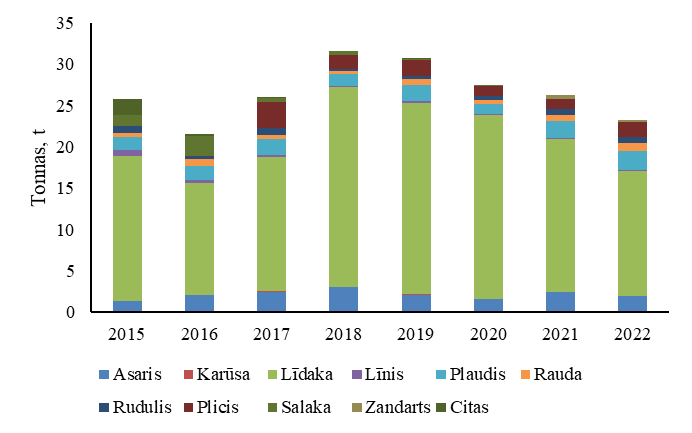 35
30
25
20
15
10
5
0
Tonnas, t
2015 2016 2017 2018 2019 2020 2021 2022
Asaris Karūsa Līdaka Līnis Plaudis Rauda
Rudulis Plicis Salaka Zandarts Citas